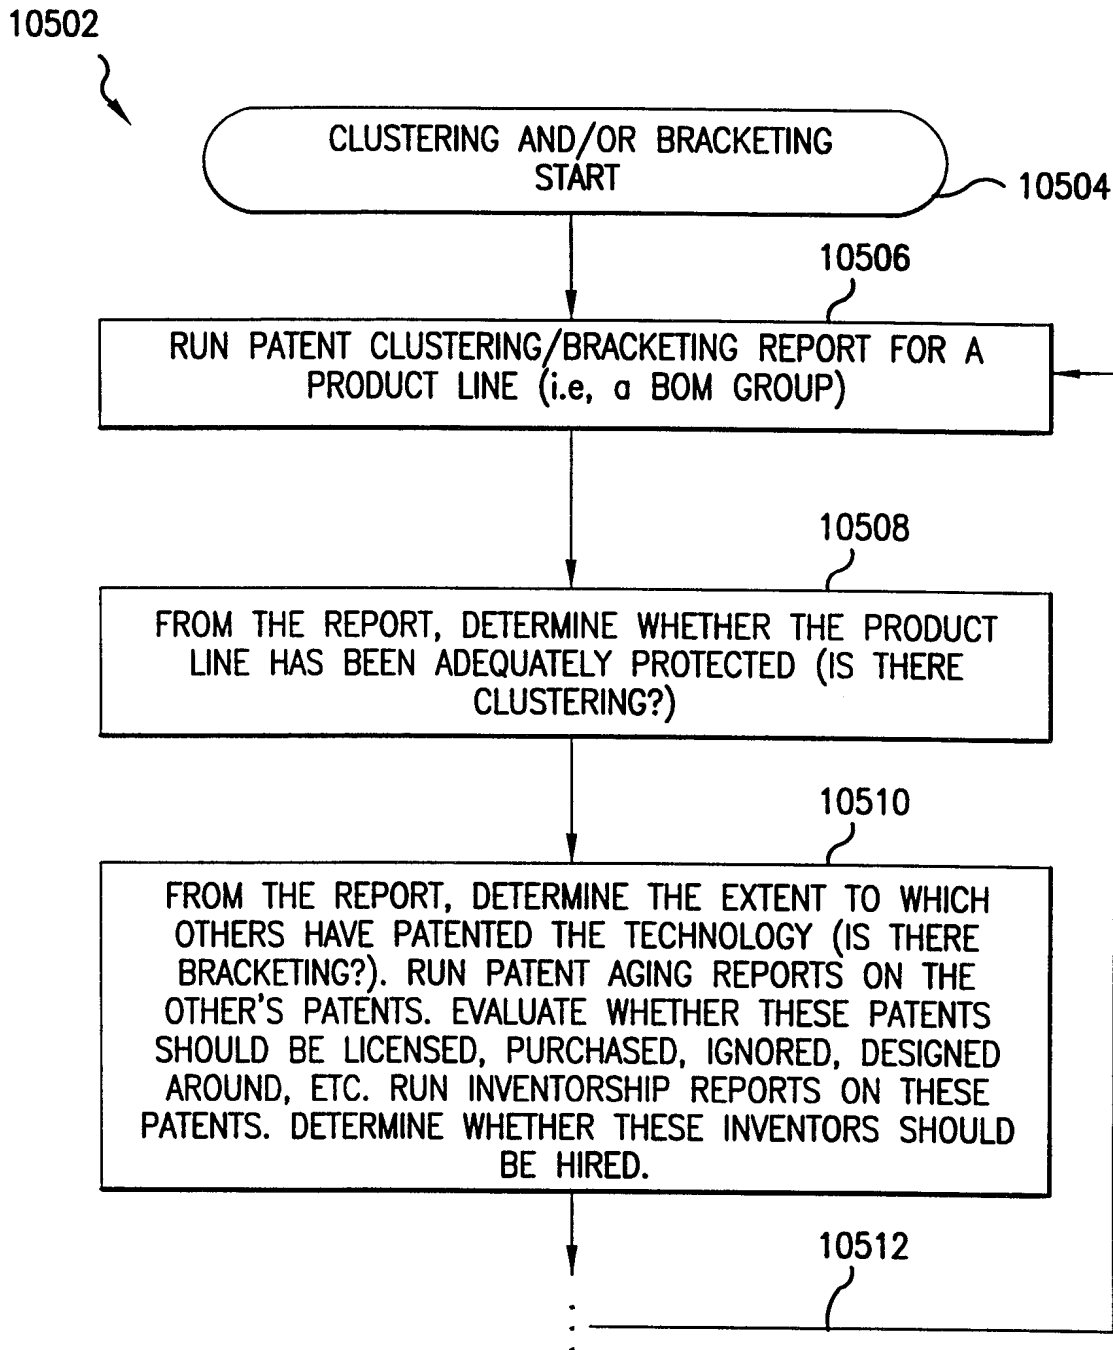 10502
CLUSTERING AND/OR BRACKETING
START
10504
10506
RUN PATENT CLUSTERING/BRACKETING REPORT FOR A
PRODUCT LINE (i.e, a BOM GROUP)
10508
FROM THE REPORT, DETERMINE WHETHER THE PRODUCT
LINE HAS BEEN ADEQUATELY PROTECTED (IS THERE
CLUSTERING?)
10510
FROM THE REPORT, DETERMINE THE EXTENT TO WHICH
OTHERS HAVE PATENTED THE TECHNOLOGY (IS THERE
BRACKETING?). RUN PATENT AGING REPORTS ON THE
OTHER'S PATENTS. EVALUATE WHETHER THESE PATENTS
SHOULD BE LICENSED, PURCHASED, IGNORED, DESIGNED
AROUND, ETC. RUN INVENTORSHIP REPORTS ON THESE
PATENTS. DETERMINE WHETHER THESE INVENTORS SHOULD
BE HIRED.
10512